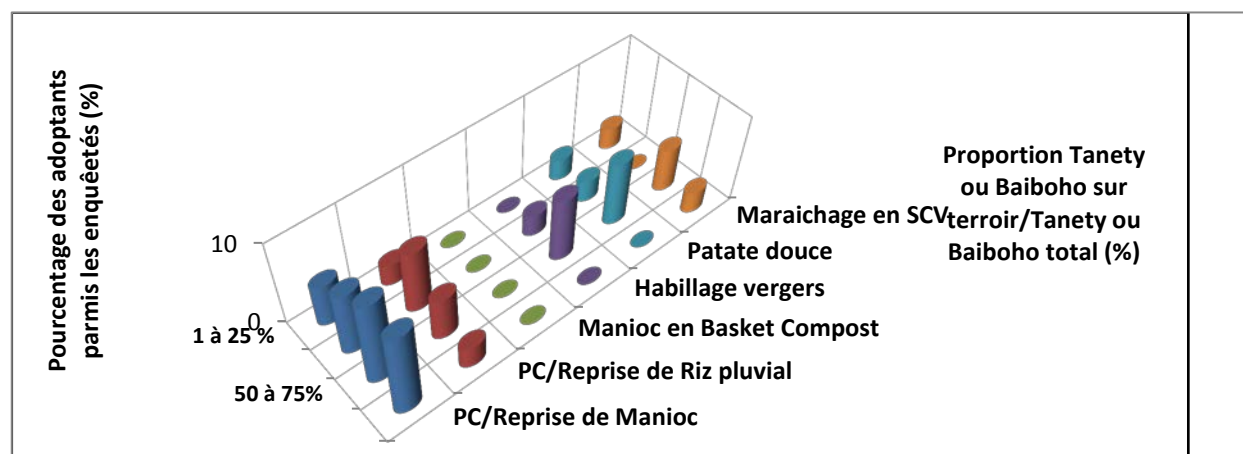 Pourcentage des adoptants
parmis les enquêetés (%)
10
0
1 à 25 %
50 à 75%
PC/Reprise de Manioc
PC/Reprise de Riz pluvial
Manioc en Basket Compost
Habillage vergers
Patate douce
Maraichage en SCV
Proportion Tanety
ou Baiboho sur
terroir/Tanety ou
Baiboho total (%)